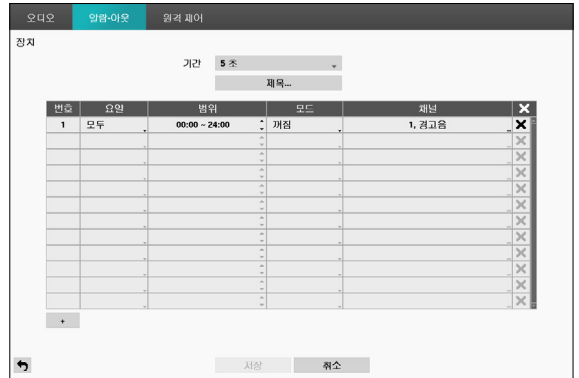 오디오 알람-아웃 원격 제어
장치
기간 5 초
제목...
번호 요일 범위 모드 채널
1 모두 00:00 ~ 24:00 꺼짐 1, 경고음
+
저장 취소